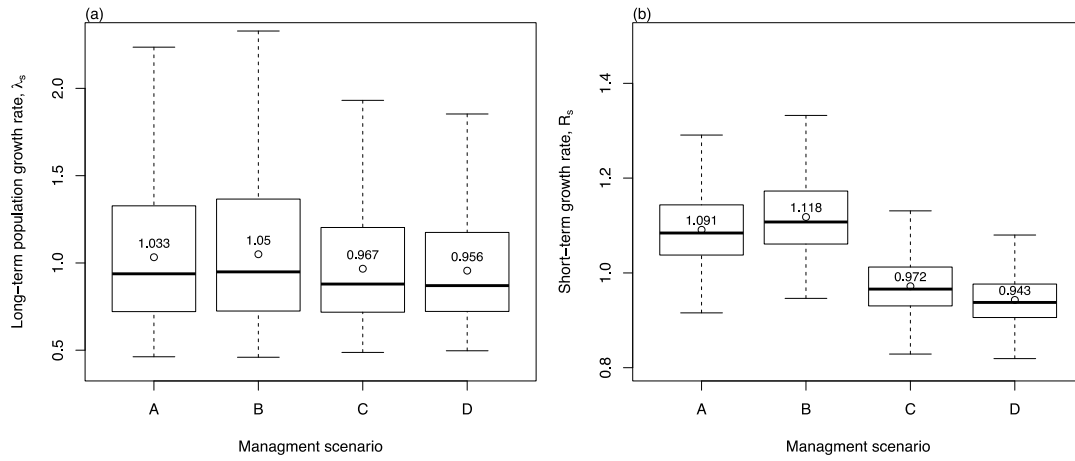 (a)
Long-term population growth rate, λs
2.0
1.5
1.0
0.5
1.033
1.05
0.967
0.956
A B C D
Managment scenario
(b)
Short-term growth rate, Rs
1.4
1.2
1.0
0.8
1.091
1.118
0.972
0.943
A B C D
Managment scenario